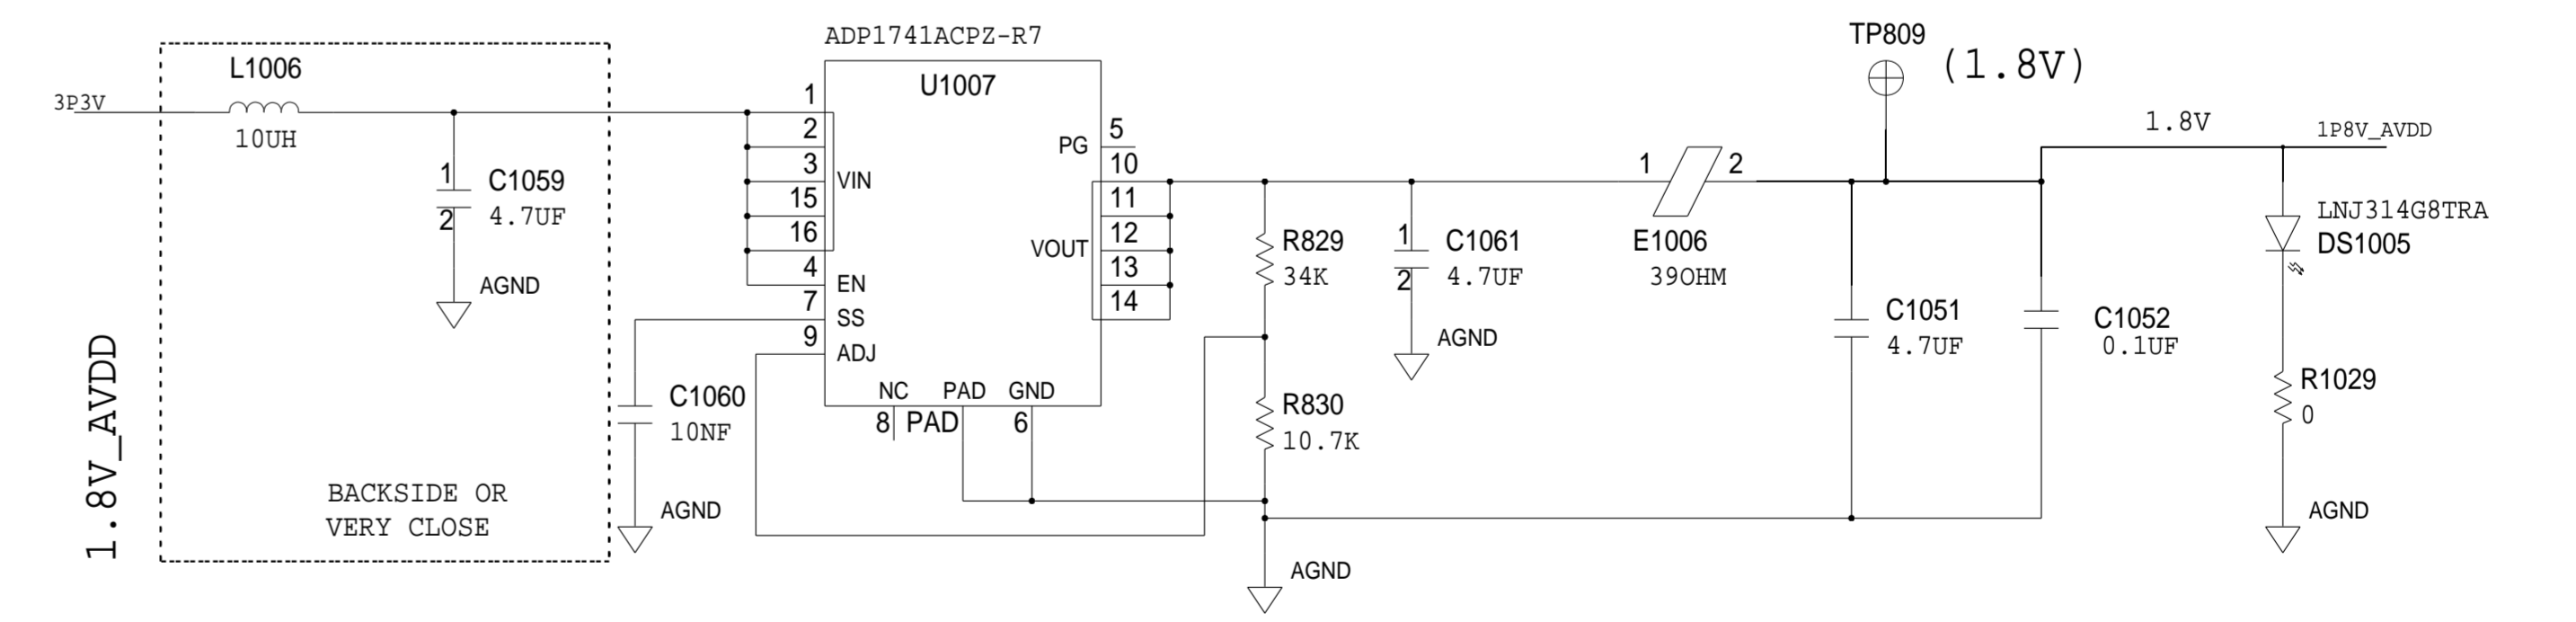 ADP1741ACPZ-R7
U1007
TP809
(1.8V)
L1006
3P3V
10UH
1
2
3
15
16
4
7
9
VIN
EN
SS
ADJ
PG
5
10
11
12
13
14
VOUT
NC
PAD
GND
8
PAD
6
1
C1059
4.7UF
2
AGND
C1060
10NF
AGND
BACKSIDE OR
VERY CLOSE
1.8V_AVDD
R829
34K
R830
10.7K
AGND
1
C1061
4.7UF
2
AGND
1
2
E1006
39OHM
C1051
4.7UF
C1052
0.1UF
1.8V
1P8V_AVDD
LNJ314G8TRA
DS1005
R1029
0
AGND